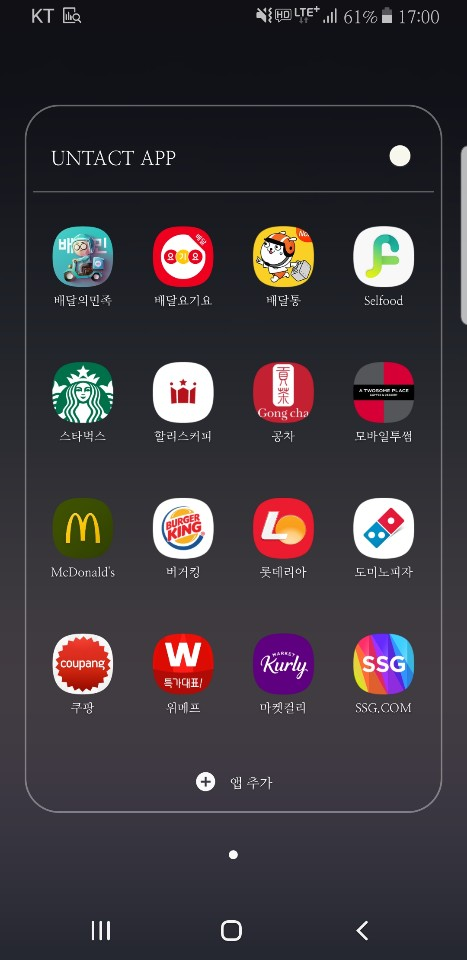 KT HD LTE+ 61% 17:00
UNTACT APP
배달의민족 배달요기요 배달통 Selfood
배달
요기요
스타벅스 할리스커피 공차 모바일투썸
貢茶
Gong cha
A TWOSOME PLACE
McDonald's 버거킹 롯데리아 도미노피자
BURGER
KING
쿠팡 위메프 마켓컬리 SSG.COM
coupang
W
특가대표!
MARKET
Kurly
SSG
앱 추가